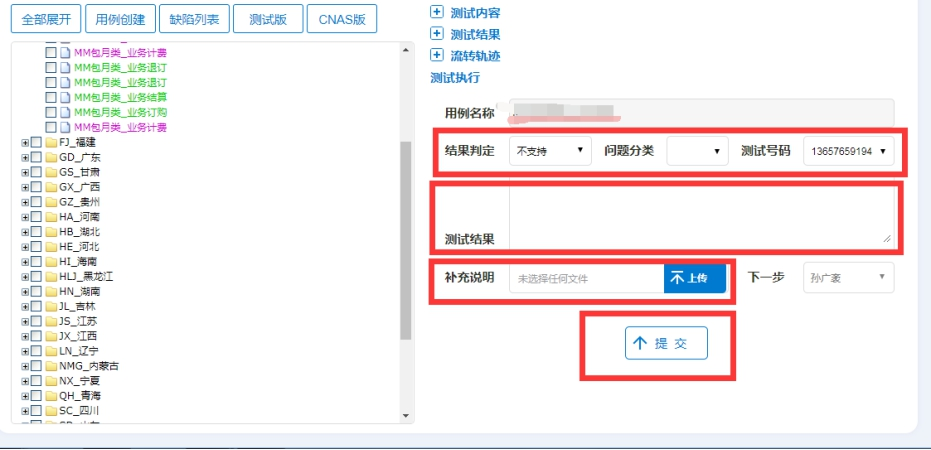 全部展开 用例创建 缺陷列表 测试版 CNAS版
MM包月类_业务计费
MM包月类_业务退订
MM包月类_业务退订
MM包月类_业务结算
MM包月类_业务订购
MM包月类_业务计费
FJ_福建
GD_广东
GS_甘肃
GX_广西
GZ_贵州
HA_河南
HB_湖北
HE_河北
HI_海南
HLJ_黑龙江
HN_湖南
JL_吉林
JS_江苏
JX_江西
LN_辽宁
NMG_内蒙古
NX_宁夏
QH_青海
SC_四川
测试内容
测试结果
流转轨迹
测试执行
用例名称
结果判定 不支持 问题分类 测试号码 13657659194
测试结果
补充说明 未选择任何文件 上传 下一步 孙广豪
提 交